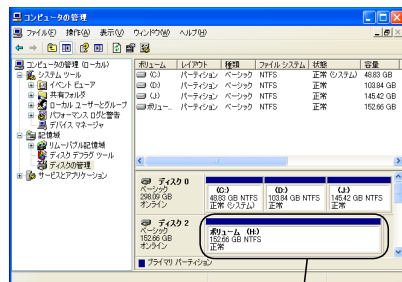 コンピュータの管理
ファイル(F) 操作(A) 表示(V) ウィンドウ(W) ヘルプ(H)
コンピュータの管理 (ローカル)
システム ツール
イベント ビューア
共有フォルダ
ローカル ユーザーとグループ
パフォーマンス ログと警告
デバイス マネージャ
記憶域
リムーバブル記憶域
ディスク デフラグ ツール
ディスクの管理
サービスとアプリケーション
ボリューム レイアウト 種類 ファイル システム 状態 容量
(C:) パーティション ベーシック NTFS 正常 (システム) 48.83 GB
(D:) パーティション ベーシック NTFS 正常 103.84 GB
(J:) パーティション ベーシック NTFS 正常 145.42 GB
ボリュー... パーティション ベーシック NTFS 正常 152.66 GB
ディスク 0
ベーシック
298.09 GB
オンライン
(C:)
48.83 GB NTFS
正常 (システム)
(D:)
103.84 GB NTFS
正常
(J:)
145.42 GB NTFS
正常
ディスク 2
ベーシック
152.66 GB
オンライン
ボリューム (H:)
152.66 GB NTFS
正常
プライマリ パーティション